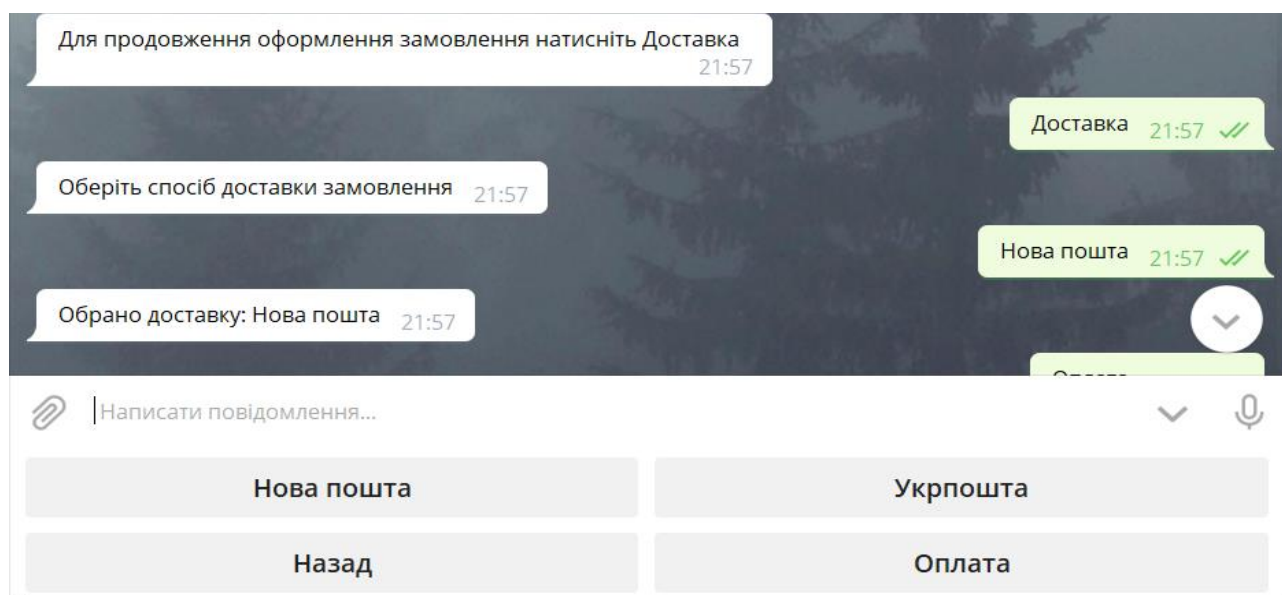 Для продовження оформлення замовлення натисніть Доставка
21:57
Доставка 21:57
Оберіть спосіб доставки замовлення 21:57
Нова пошта 21:57
Обрано доставку: Нова пошта 21:57
Написати повідомлення...
Нова пошта Укрпошта
Назад Оплата